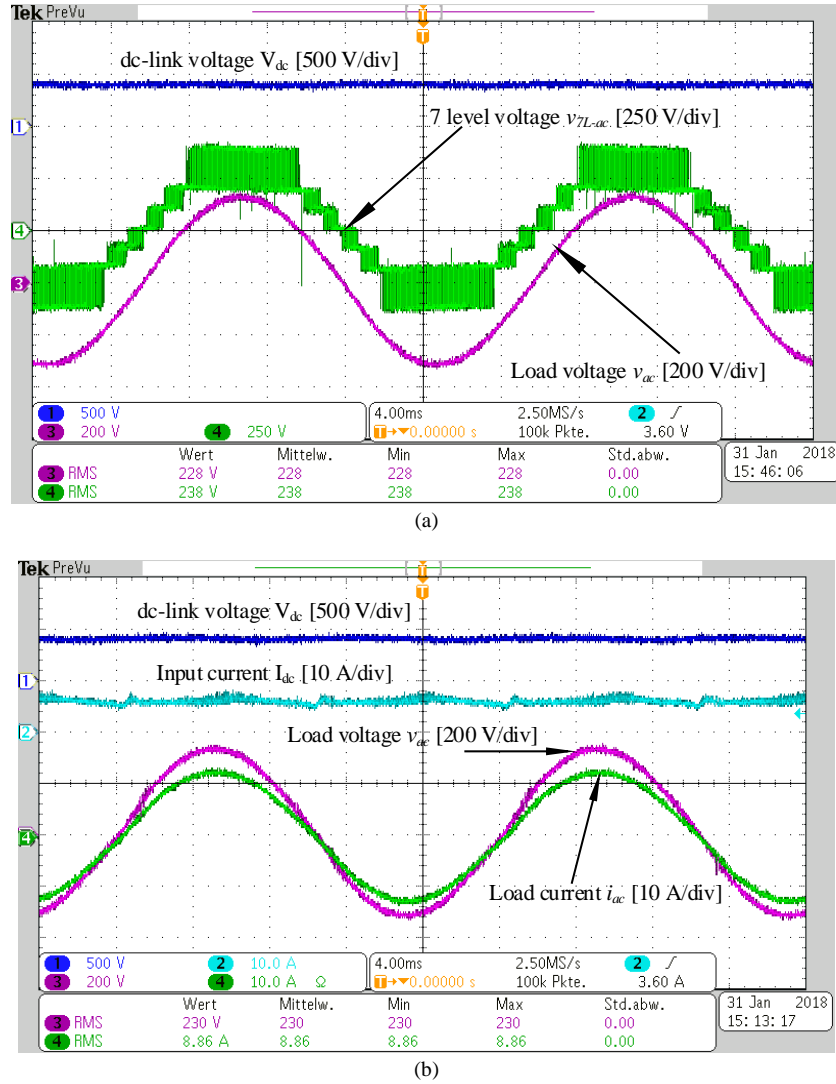 Tek PreVu
T
T
dc-link voltage Vdc [500 V/div]
1
7 level voltage v7L-ac [250 V/div]
4
3
Load voltage vac [200 V/div]
1 500 V
3 200 V 4 250 V
4.00ms 2.50MS/s 2 ∫
T→▼0.00000 s 100k Pkte. 3.60 V
Wert Mittelw. Min Max Std.abw.
3 RMS 228 V 228 228 228 0.00
4 RMS 238 V 238 238 238 0.00
31 Jan 2018
15:46:06
(a)
Tek PreVu
T
T
dc-link voltage Vdc [500 V/div]
1
Input current Idc [10 A/div]
2
Load voltage vac [200 V/div]
4
Load current iac [10 A/div]
1 500 V 2 10.0 A
3 200 V 4 10.0 A Ω
4.00ms 2.50MS/s 2 ∫
T→▼0.00000 s 100k Pkte. 3.60 A
Wert Mittelw. Min Max Std.abw.
3 RMS 230 V 230 230 230 0.00
4 RMS 8.86 A 8.86 8.86 8.86 0.00
31 Jan 2018
15:13:17
(b)